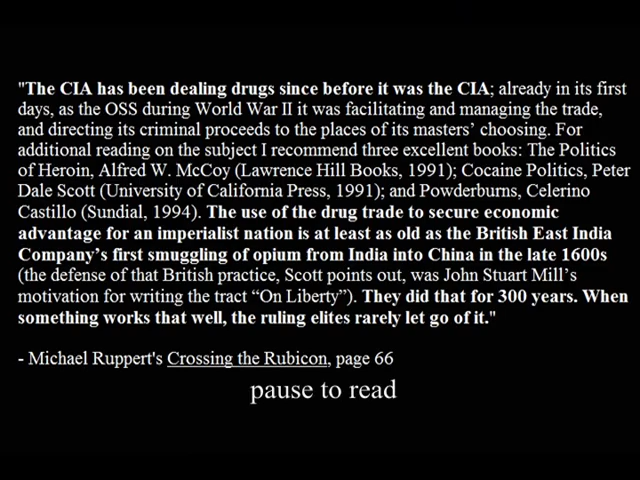 "The CIA has been dealing drugs since before it was the CIA; already in its first
days, as the OSS during World War II it was facilitating and managing the trade,
and directing its criminal proceeds to the places of its masters’ choosing. For
additional reading on the subject I recommend three excellent books: The Politics
of Heroin, Alfred W. McCoy (Lawrence Hill Books, 1991); Cocaine Politics, Peter
Dale Scott (University of California Press, 1991); and Powderburns, Celerino
Castillo (Sundial, 1994). The use of the drug trade to secure economic
advantage for an imperialist nation is at least as old as the British East India
Company’s first smuggling of opium from India into China in the late 1600s
(the defense of that British practice, Scott points out, was John Stuart Mill’s
motivation for writing the tract “On Liberty”). They did that for 300 years. When
something works that well, the ruling elites rarely let go of it."
- Michael Ruppert's Crossing the Rubicon, page 66
pause to read